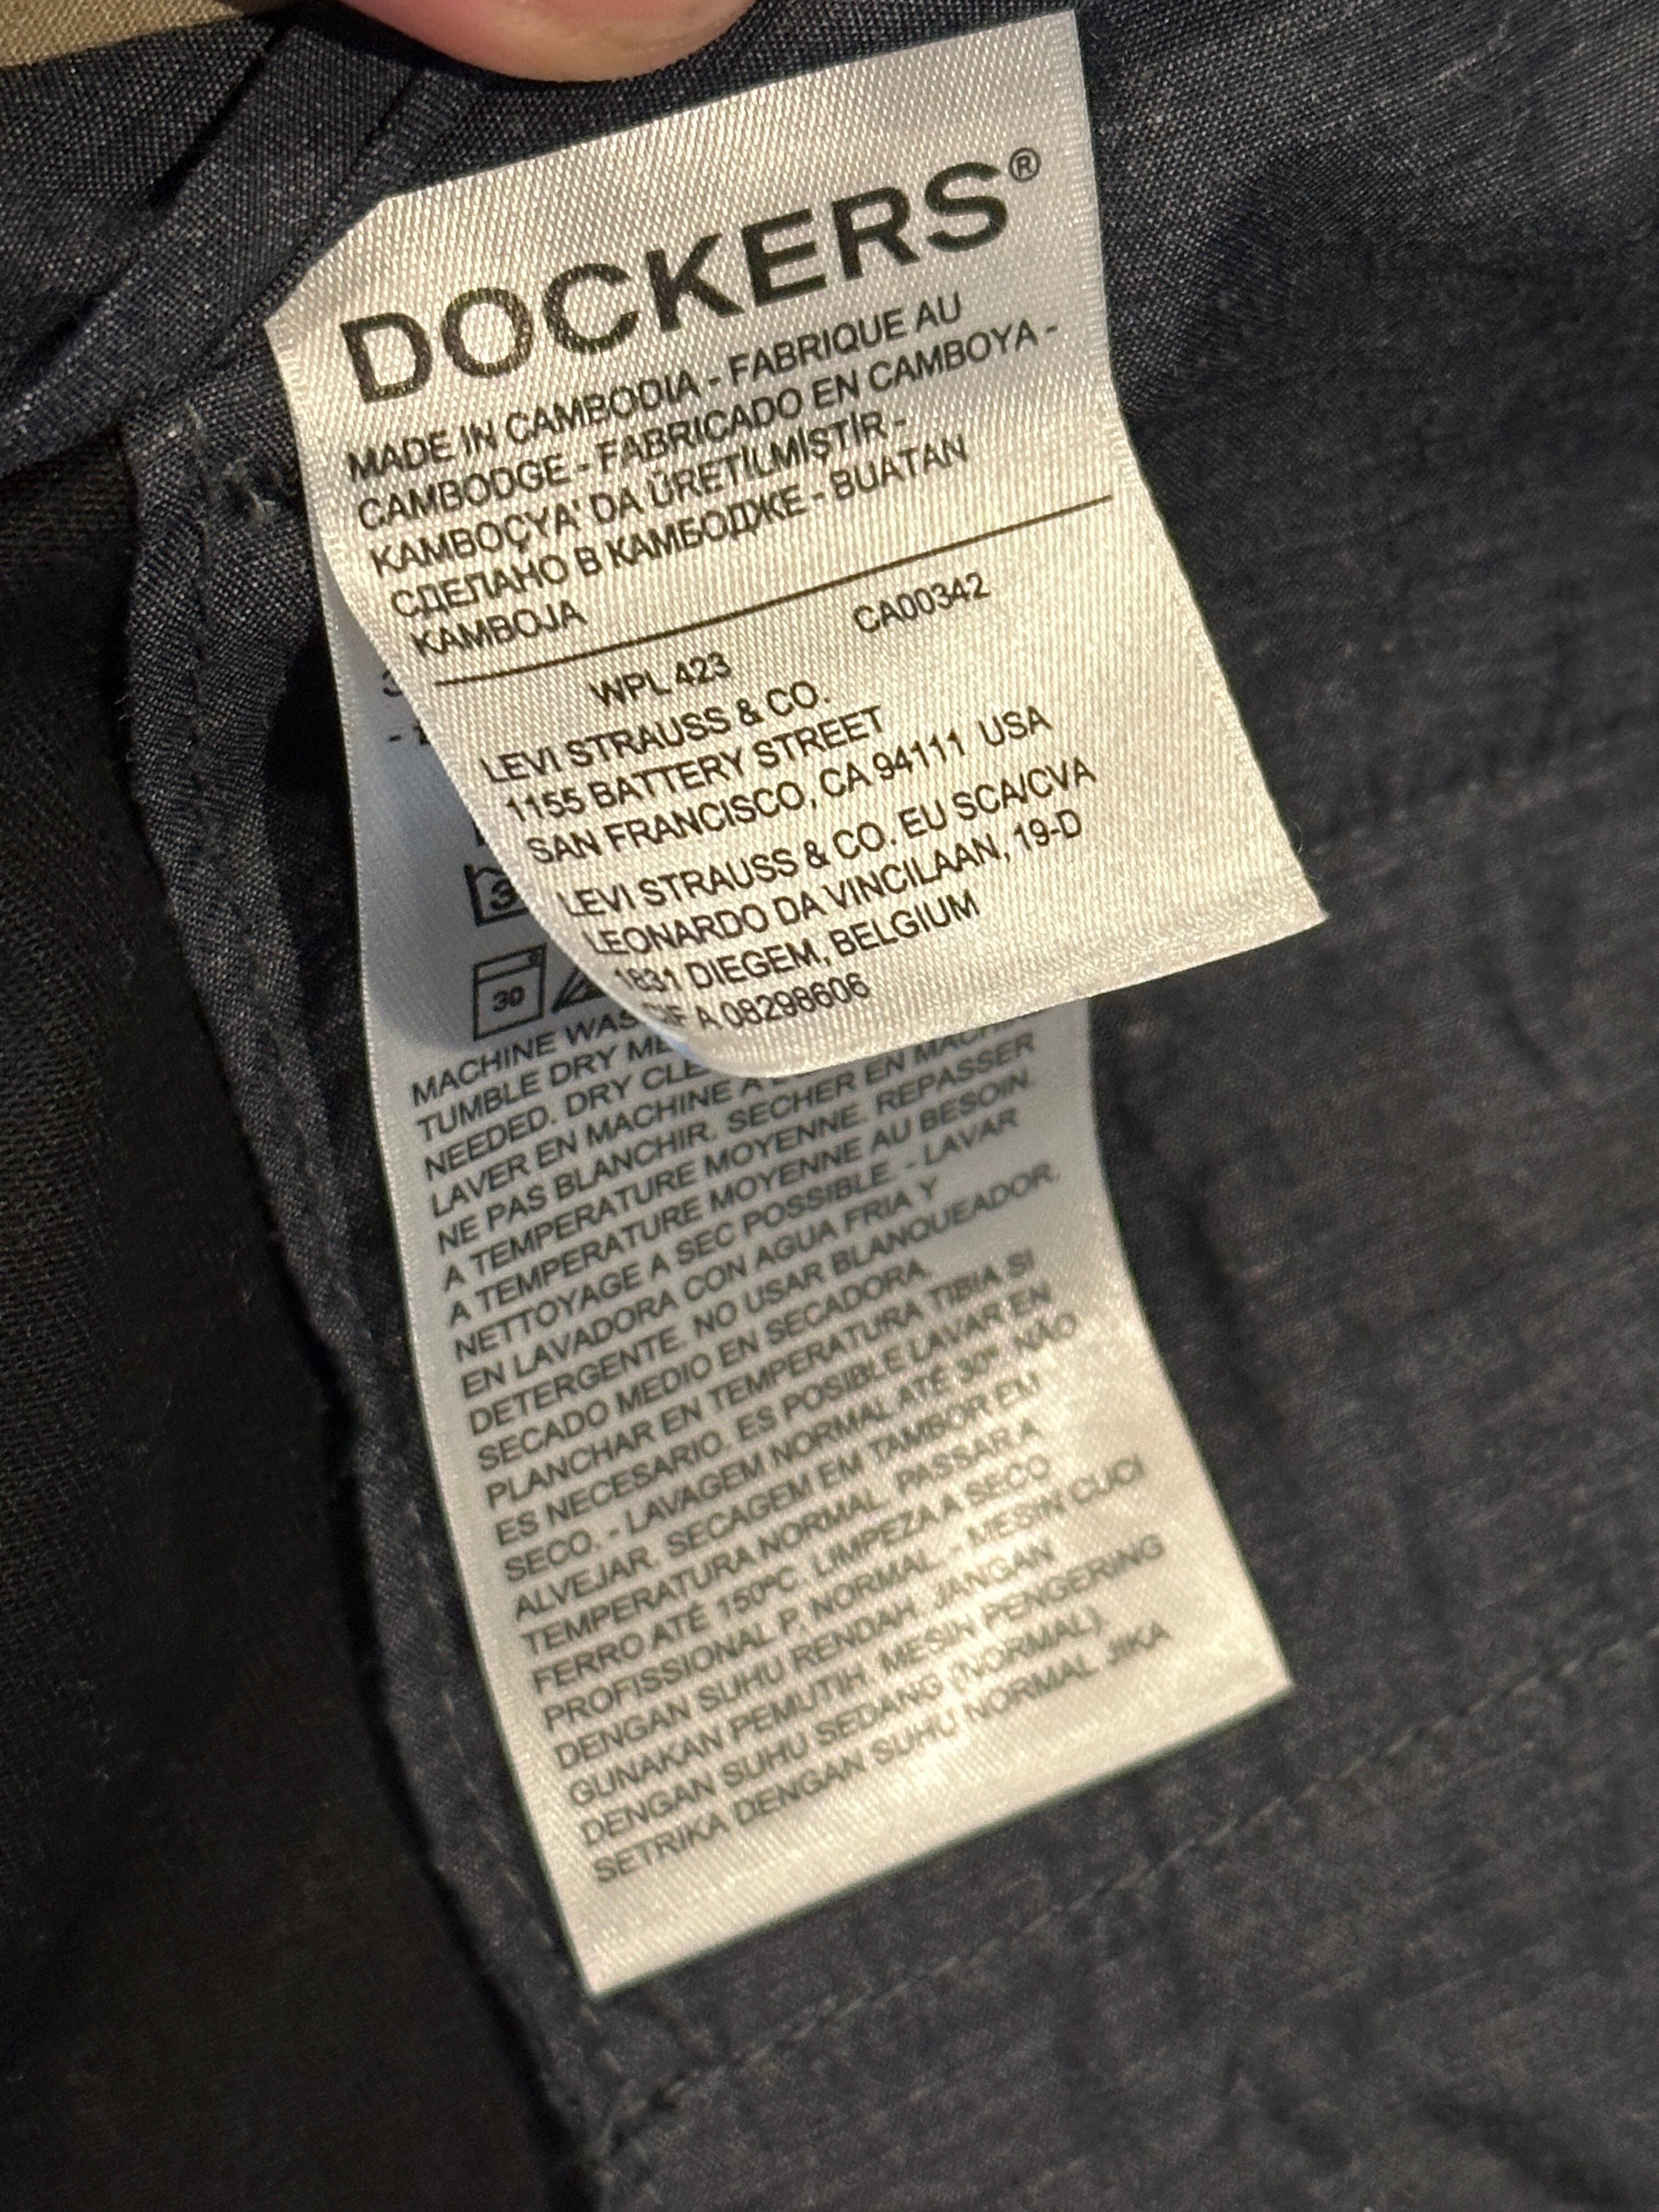 DOCKERS®
MADE IN CAMBODIA - FABRIQUE AU
CAMBODGE - FABRICADO EN CAMBOYA -
KAMBOÇYA' DA ÜRETİLMİŞTİR -
СДЕЛАНО В КАМБОДЖЕ - BUATAN
KAMBOJA
WPL 423 CA00342
LEVI STRAUSS & CO.
1155 BATTERY STREET
SAN FRANCISCO, CA 94111 USA
LEVI STRAUSS & CO. EU SCA/CVA
LEONARDO DA VINCILAAN, 19-D
1831 DIEGEM, BELGIUM
A 08298606
30
MACHINE
TUMBLE DRY
NEEDED. DRY
LAVER EN MACHINE A
NE PAS BLANCHIR. SECHER EN
A TEMPERATURE MOYENNE. REPASSER
A TEMPERATURE MOYENNE AU BESOIN.
NETTOYAGE A SEC POSSIBLE. - LAVAR
EN LAVADORA CON AGUA FRIA Y
DETERGENTE. NO USAR BLANQUEADOR.
SECADO MEDIO EN SECADORA.
PLANCHAR EN TEMPERATURA TIBIA SI
ES NECESARIO. ES POSIBLE LAVAR EN
SECO. - LAVAGEM NORMAL ATÉ 30º NÃO
ALVEJAR. SECAGEM EM TAMBOR EM
TEMPERATURA NORMAL. PASSAR A
FERRO ATÉ 150ºC. LIMPEZA A SECO
PROFISSIONAL P. NORMAL. - MESIN CUCI
DENGAN SUHU RENDAH. JANGAN
GUNAKAN PEMUTIH. MESIN PENGERING
DENGAN SUHU SEDANG (NORMAL).
SETRIKA DENGAN SUHU NORMAL JIKA